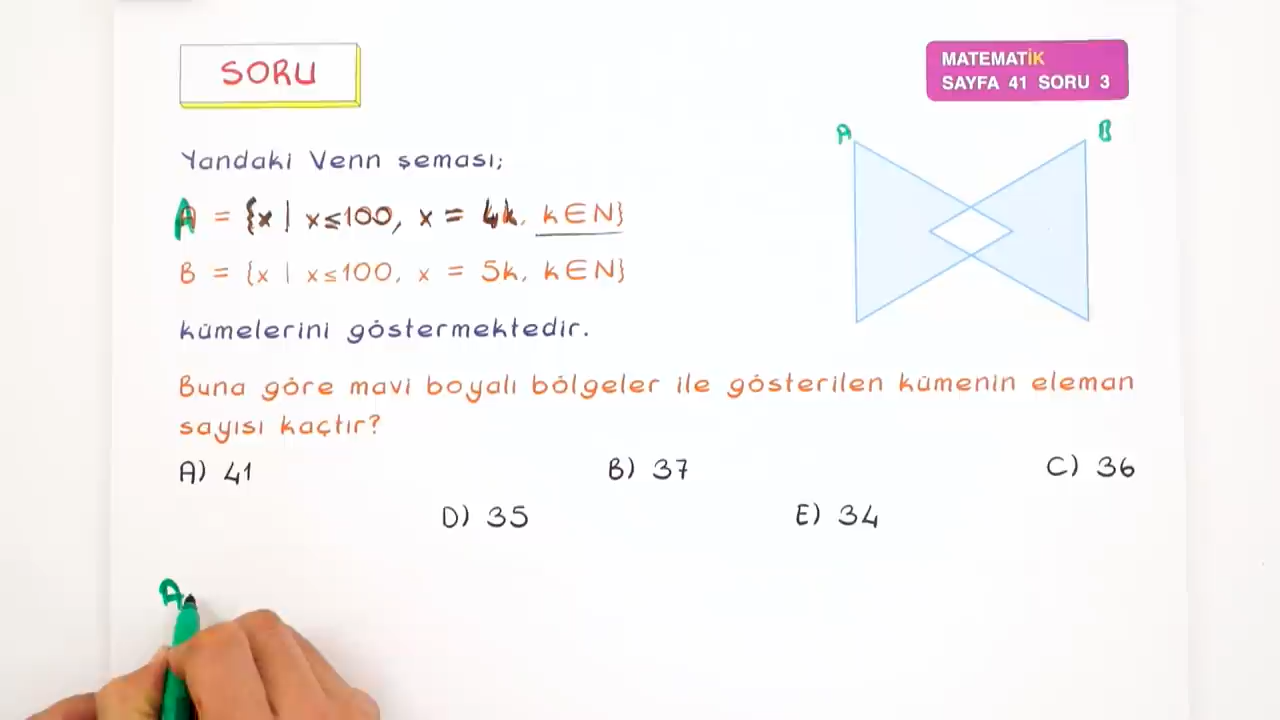 SORU
MATEMATİK
SAYFA 41 SORU 3
A
B
Yandaki Venn şeması;
A = {x | x≤100, x = 4k, k∈N}
B = {x | x≤100, x = 5k, k∈N}
kümelerini göstermektedir.
Buna göre mavi boyalı bölgeler ile gösterilen kümenin eleman
sayısı kaçtır?
A) 41
B) 37
C) 36
D) 35
E) 34
A